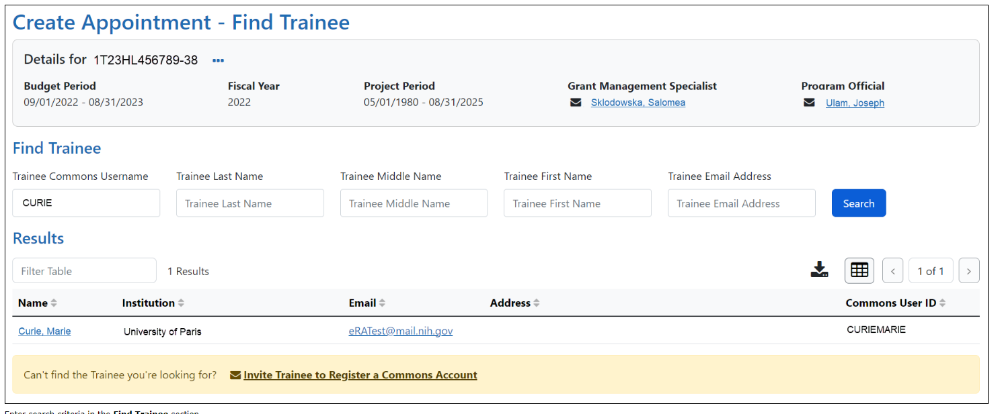 Create Appointment - Find Trainee
Details for 1T23HL456789-38 •••
Budget Period Fiscal Year Project Period Grant Management Specialist Program Official
09/01/2022 - 08/31/2023 2022 05/01/1980 - 08/31/2025 Sklodowska, Salomea Ulam, Joseph
Find Trainee
Trainee Commons Username Trainee Last Name Trainee Middle Name Trainee First Name Trainee Email Address
CURIE Trainee Last Name Trainee Middle Name Trainee First Name Trainee Email Address Search
Results
Filter Table 1 Results < 1 of 1 >
Name Institution Email Address Commons User ID
Curie, Marie University of Paris eRATest@mail.nih.gov CURIEMARIE
Can't find the Trainee you're looking for? Invite Trainee to Register a Commons Account
Enter search criteria in the Find Trainee section